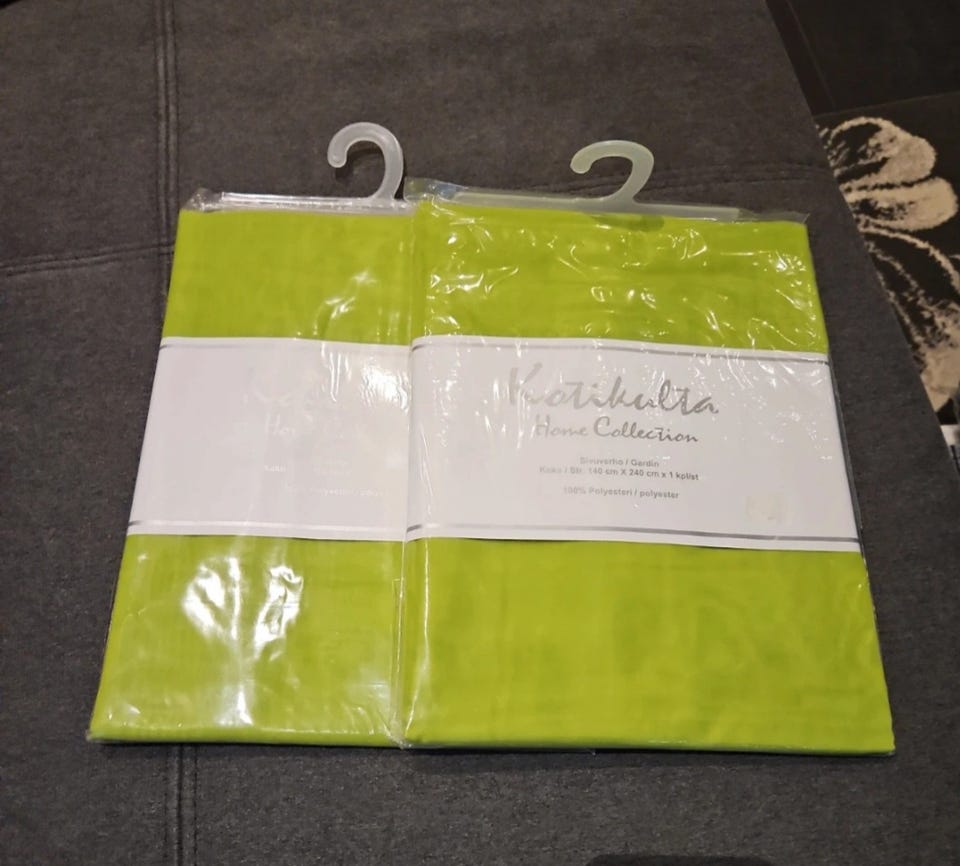 Kotikulta
Home Collection
Sivuverho / Gardin
Koko / Str: 140 cm X 240 cm x 1 kpl/st
100% Polyesteri / polyester